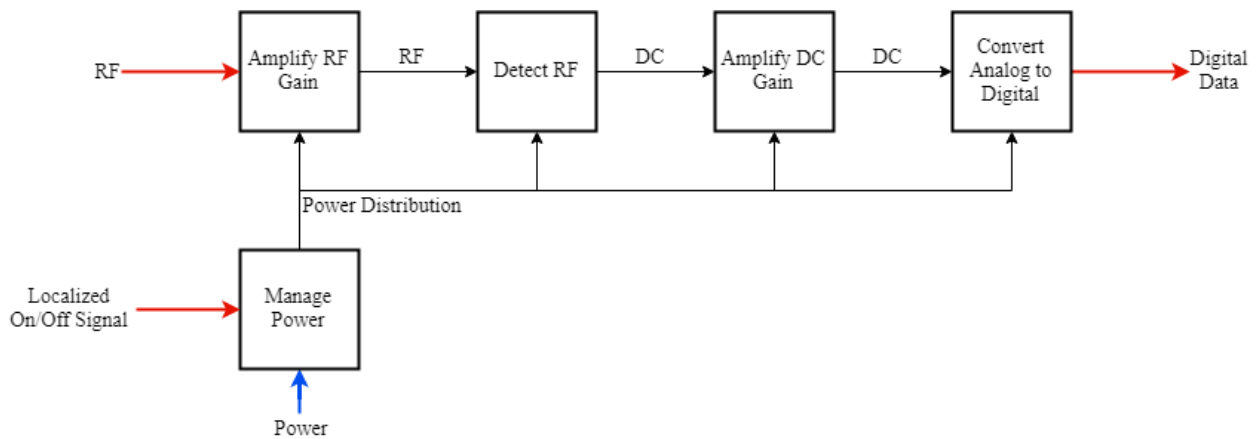 RF
Amplify RF
Gain
RF
Detect RF
DC
Amplify DC
Gain
DC
Convert
Analog to
Digital
Digital
Data
Power Distribution
Localized
On/Off Signal
Manage
Power
Power